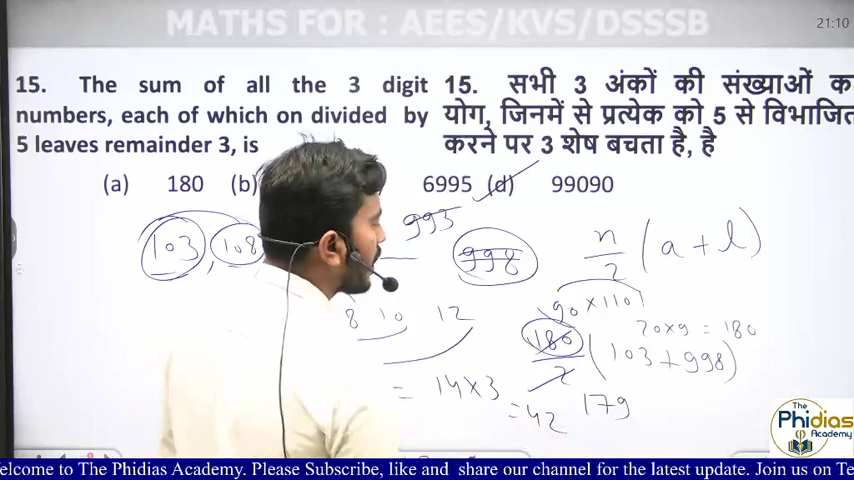 MATHS FOR : AEES/KVS/DSSSB
21:10
15. The sum of all the 3 digit
numbers, each of which on divided by
5 leaves remainder 3, is
(a) 180 (b) 6995 (d) 99090
15. सभी 3 अंकों की संख्याओं क
योग, जिनमें से प्रत्येक को 5 से विभाजित
करने पर 3 शेष बचता है, है
103, 108
993
998
n/2 (a+l)
90×110
20×9 = 180
180/2 (103+998)
8 10 12
= 14×3
=42
179
The
Phidias
Academy
elcome to The Phidias Academy. Please Subscribe, like and share our channel for the latest update. Join us on Te